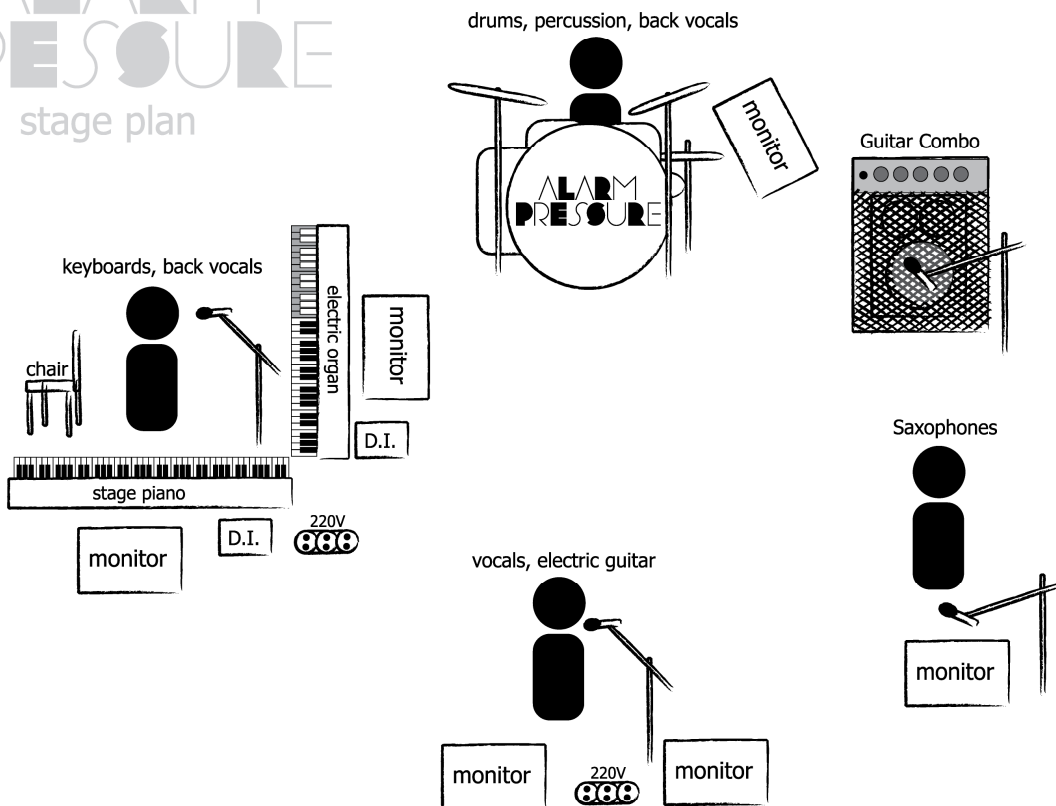 ALARM
PRESSURE
stage plan
drums, percussion, back vocals
monitor
Guitar Combo
ALARM
PRESSURE
keyboards, back vocals
electric organ
monitor
chair
D.I.
stage piano
Saxophones
D.I.
220V
monitor
vocals, electric guitar
monitor
monitor
220V
monitor